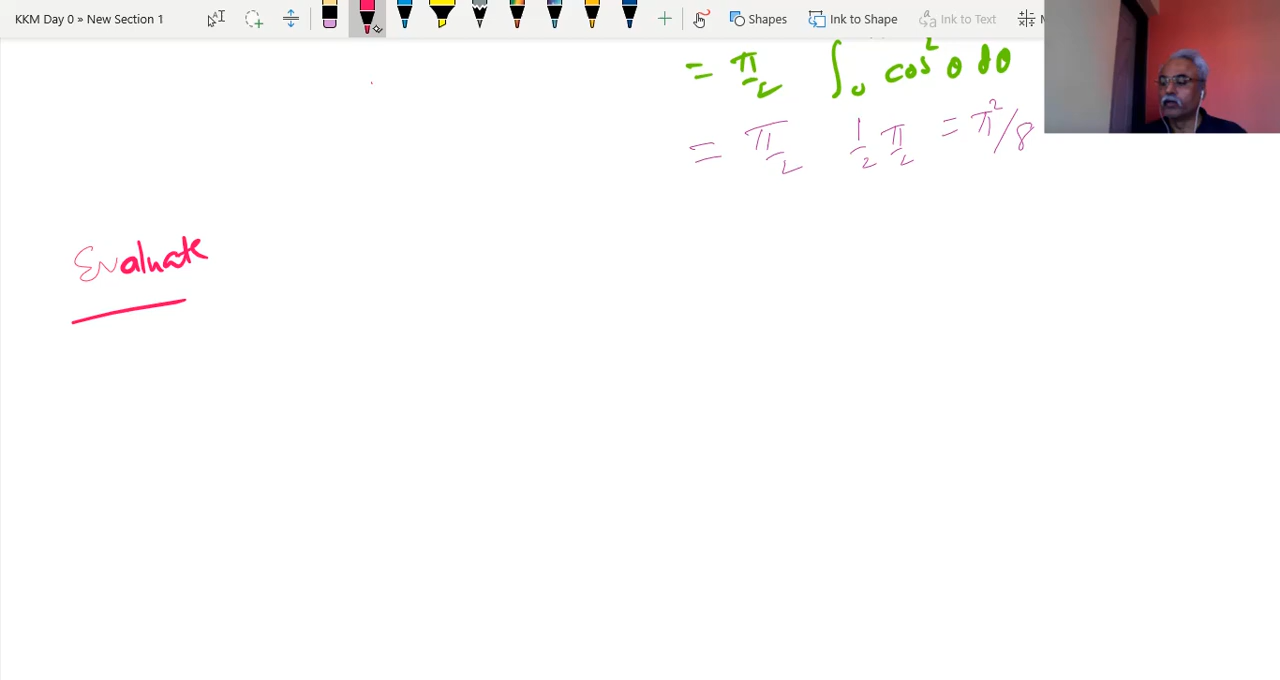 KKM Day 0 » New Section 1 Shapes Ink to Shape Ink to Text
= π/2 ∫₀ cos² θ dθ
= π/2 1/2 π/2 = π²/8
Evaluate